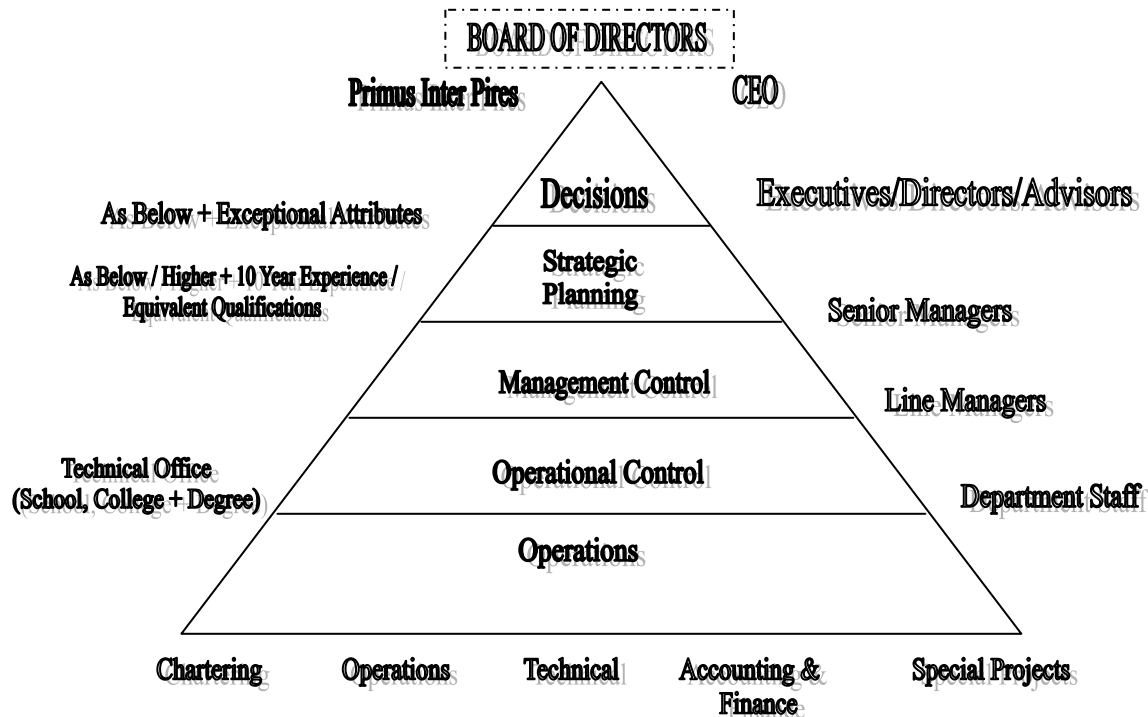 BOARD OF DIRECTORS
Primus Inter Pires
CEO
Decisions
Executives/Directors/Advisors
As Below + Exceptional Attributes
Strategic
Planning
As Below / Higher + 10 Year Experience /
Equivalent Qualifications
Senior Managers
Management Control
Line Managers
Technical Office
(School, College + Degree)
Operational Control
Department Staff
Operations
Chartering
Operations
Technical
Accounting &
Finance
Special Projects